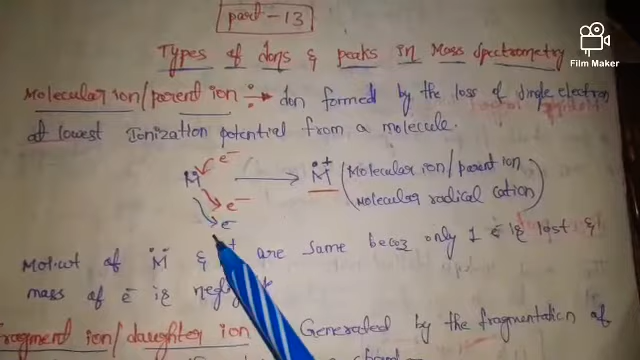 part - 13
Film Maker
Types of Ions & peaks in Mass Spectrometry
Molecular ion/parent ion :→ Ion formed by the loss of single electron
at lowest Ionization potential from a molecule.
M̈ e⁻ e⁻ e⁻ → Ṁ⁺ (Molecular ion/parent ion
Molecular radical cation)
Mol.wt of M̈ & are same becoz only 1 e⁻ is lost &
mass of e⁻ is
Fragment ion/daughter ion Generated by the fragmentation of